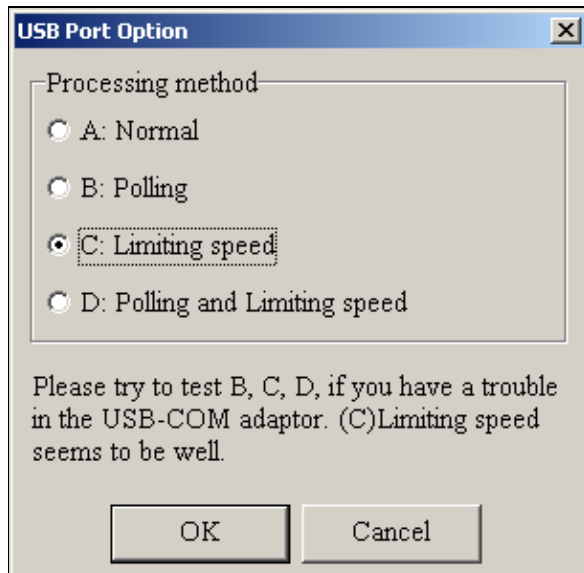 USB Port Option
Processing method
A: Normal
B: Polling
C: Limiting speed
D: Polling and Limiting speed
Please try to test B, C, D, if you have a trouble
in the USB-COM adaptor. (C)Limiting speed
seems to be well.
OK
Cancel